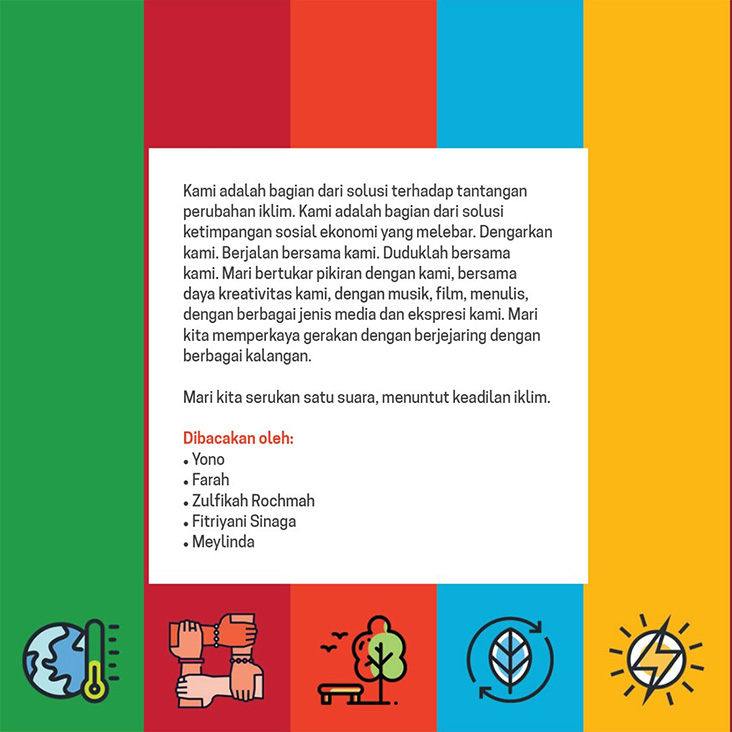 Kami adalah bagian dari solusi terhadap tantangan
perubahan iklim. Kami adalah bagian dari solusi
ketimpangan sosial ekonomi yang melebar. Dengarkan
kami. Berjalan bersama kami. Duduklah bersama
kami. Mari bertukar pikiran dengan kami, bersama
daya kreativitas kami, dengan musik, film, menulis,
dengan berbagai jenis media dan ekspresi kami. Mari
kita memperkaya gerakan dengan berjejaring dengan
berbagai kalangan.
Mari kita serukan satu suara, menuntut keadilan iklim.
Dibacakan oleh:
• Yono
• Farah
• Zulfikah Rochmah
• Fitriyani Sinaga
• Meylinda